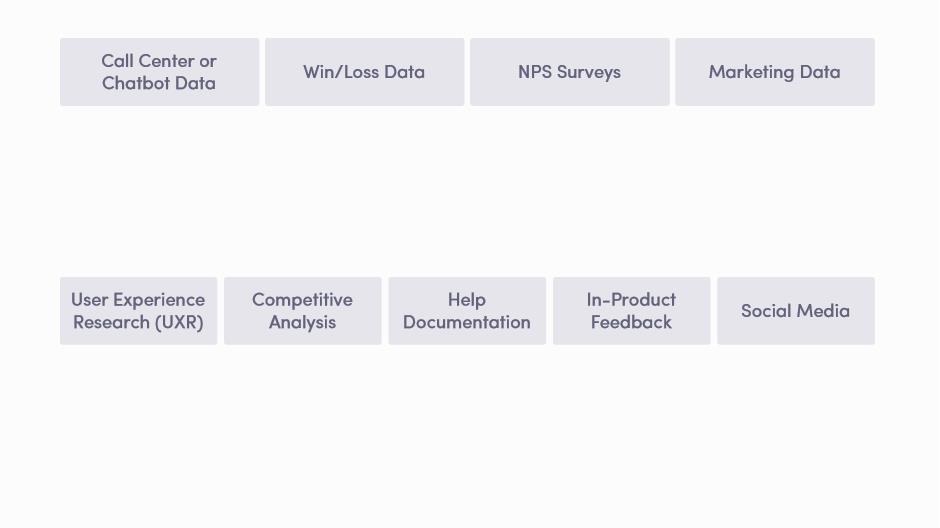 Call Center or
Chatbot Data
Win/Loss Data
NPS Surveys
Marketing Data
User Experience
Research (UXR)
Competitive
Analysis
Help
Documentation
In-Product
Feedback
Social Media